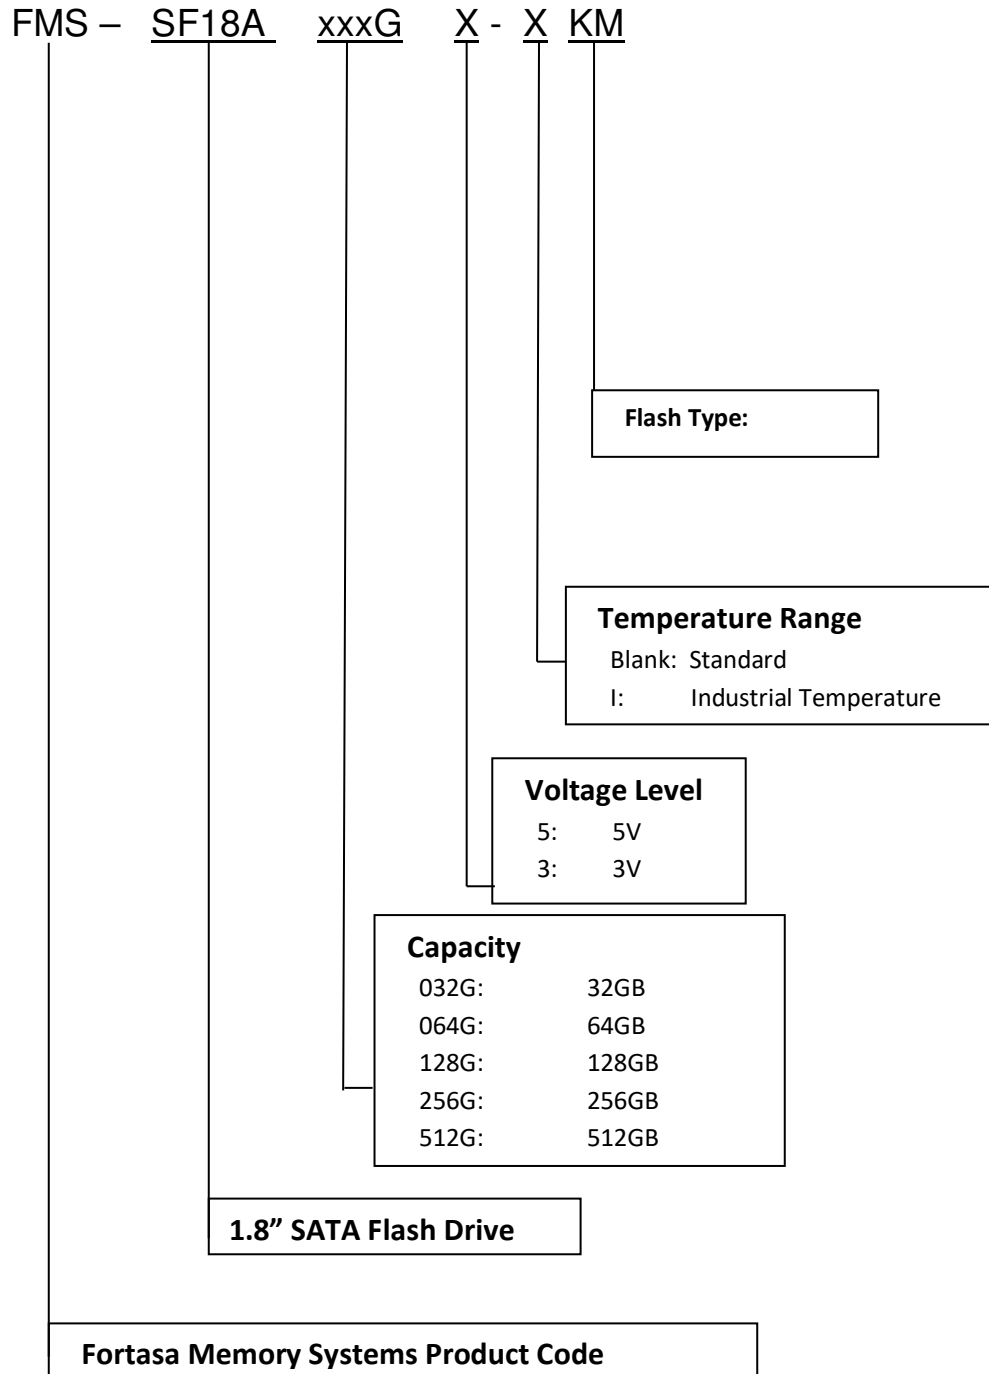 FMS – SF18A xxxG X - X KM
Flash Type:
Temperature Range
Blank: Standard
I: Industrial Temperature
Voltage Level
5: 5V
3: 3V
Capacity
032G: 32GB
064G: 64GB
128G: 128GB
256G: 256GB
512G: 512GB
1.8” SATA Flash Drive
Fortasa Memory Systems Product Code